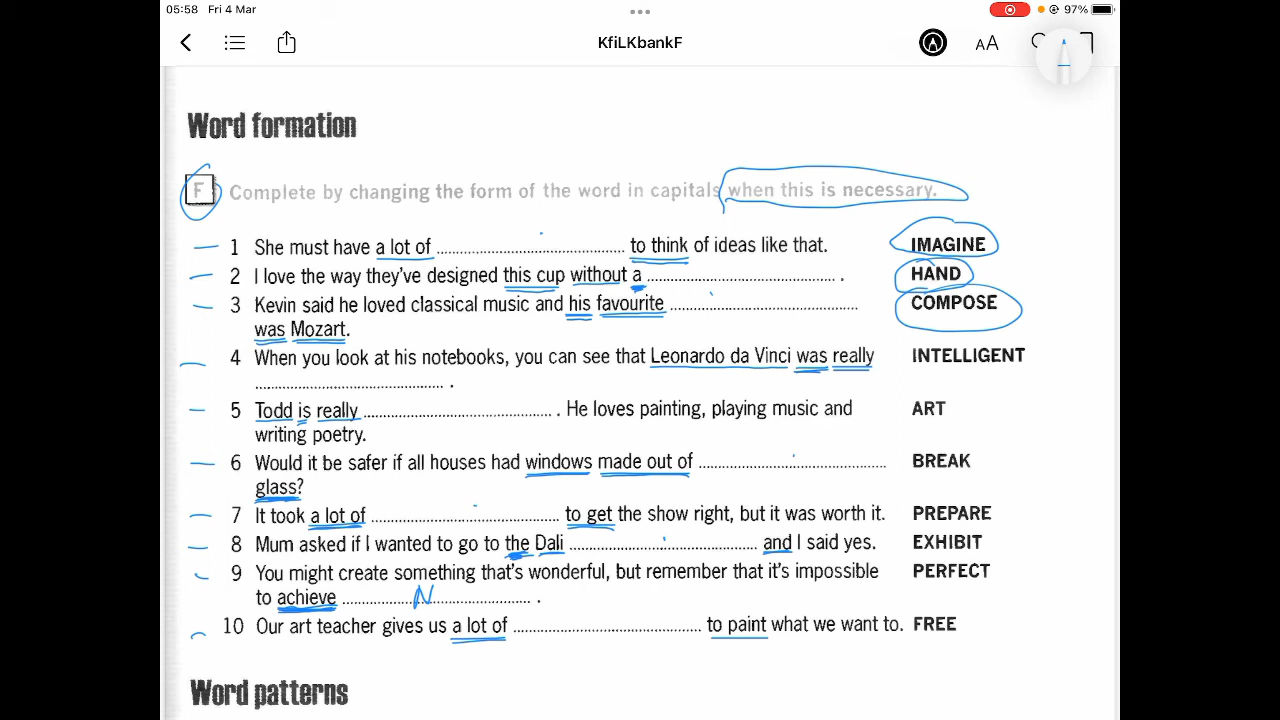 05:58 Fri 4 Mar 97%
KfiLKbankF
AA
Word formation
F Complete by changing the form of the word in capitals when this is necessary.
1 She must have a lot of ........................ to think of ideas like that. IMAGINE
2 I love the way they've designed this cup without a ........................ . HAND
3 Kevin said he loved classical music and his favourite ........................ COMPOSE
was Mozart.
4 When you look at his notebooks, you can see that Leonardo da Vinci was really INTELLIGENT
........................ .
5 Todd is really ........................ . He loves painting, playing music and ART
writing poetry.
6 Would it be safer if all houses had windows made out of ........................ BREAK
glass?
7 It took a lot of ........................ to get the show right, but it was worth it. PREPARE
8 Mum asked if I wanted to go to the Dali ........................ and I said yes. EXHIBIT
9 You might create something that's wonderful, but remember that it's impossible PERFECT
to achieve ........... N ........... .
10 Our art teacher gives us a lot of ........................ to paint what we want to. FREE
Word patterns